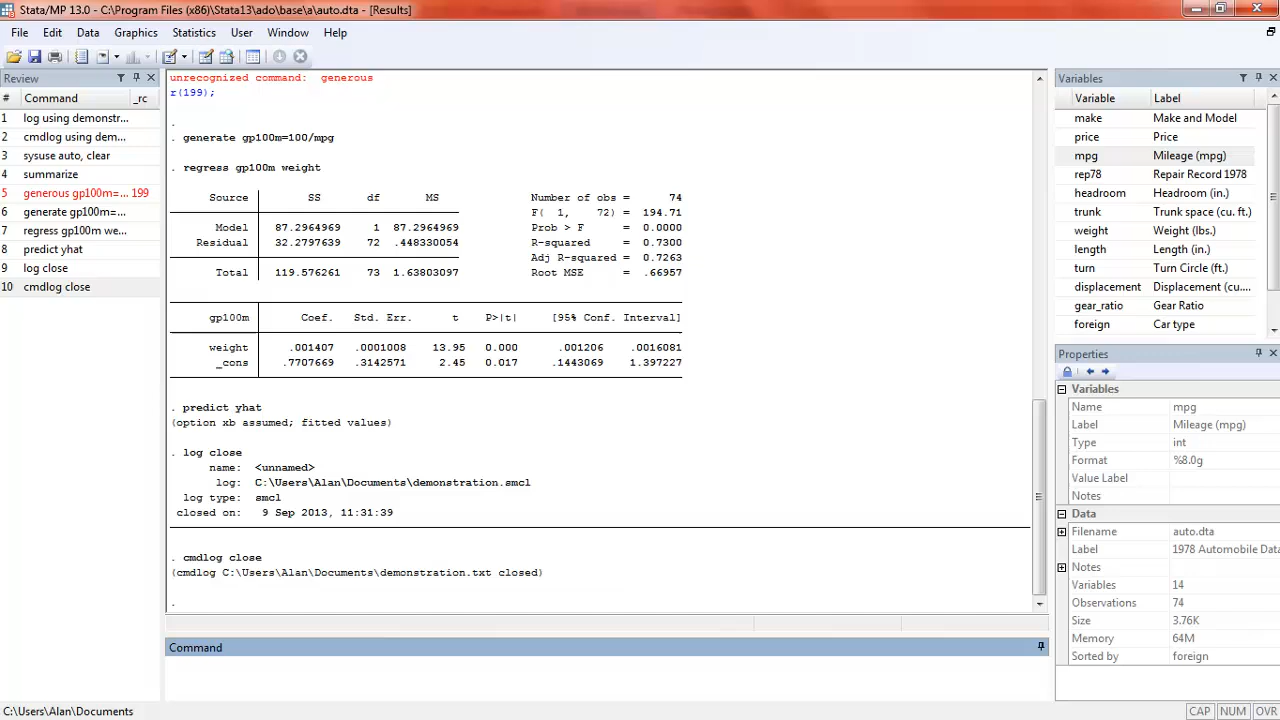 Stata/MP 13.0 - C:\Program Files (x86)\Stata13\ado\base\a\auto.dta - [Results]
File Edit Data Graphics Statistics User Window Help
Review
# Command _rc
1 log using demonstr...
2 cmdlog using dem...
3 sysuse auto, clear
4 summarize
5 generous gp100m=... 199
6 generate gp100m=...
7 regress gp100m we...
8 predict yhat
9 log close
10 cmdlog close
unrecognized command:  generous
r(199);
.
. generate gp100m=100/mpg
. regress gp100m weight
Source SS df MS Number of obs = 74
F( 1, 72) = 194.71
Model 87.2964969 1 87.2964969 Prob > F = 0.0000
Residual 32.2797639 72 .448330054 R-squared = 0.7300
Adj R-squared = 0.7263
Total 119.576261 73 1.63803097 Root MSE = .66957
gp100m Coef. Std. Err. t P>|t| [95% Conf. Interval]
weight .001407 .0001008 13.95 0.000 .001206 .0016081
_cons .7707669 .3142571 2.45 0.017 .1443069 1.397227
. predict yhat
(option xb assumed; fitted values)
. log close
name: <unnamed>
log: C:\Users\Alan\Documents\demonstration.smcl
log type: smcl
closed on: 9 Sep 2013, 11:31:39
. cmdlog close
(cmdlog C:\Users\Alan\Documents\demonstration.txt closed)
.
Command
Variables
Variable Label
make Make and Model
price Price
mpg Mileage (mpg)
rep78 Repair Record 1978
headroom Headroom (in.)
trunk Trunk space (cu. ft.)
weight Weight (lbs.)
length Length (in.)
turn Turn Circle (ft.)
displacement Displacement (cu....
gear_ratio Gear Ratio
foreign Car type
Properties
Variables
Name mpg
Label Mileage (mpg)
Type int
Format %8.0g
Value Label
Notes
Data
Filename auto.dta
Label 1978 Automobile Data
Notes
Variables 14
Observations 74
Size 3.76K
Memory 64M
Sorted by foreign
C:\Users\Alan\Documents
CAP NUM OVR